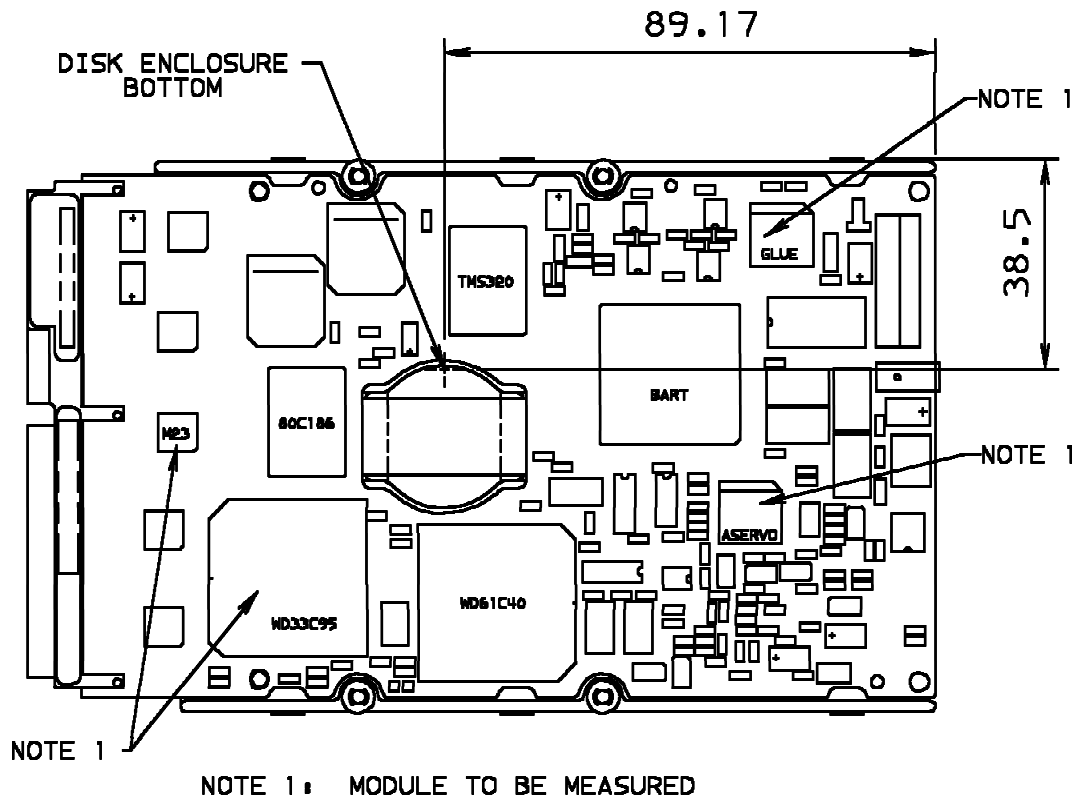 89.17
DISK ENCLOSURE
BOTTOM
NOTE 1
38.5
GLUE
TMS320
BART
80C186
M23
NOTE 1
ASERVO
WD61C40
WD33C95
NOTE 1
NOTE 1: MODULE TO BE MEASURED